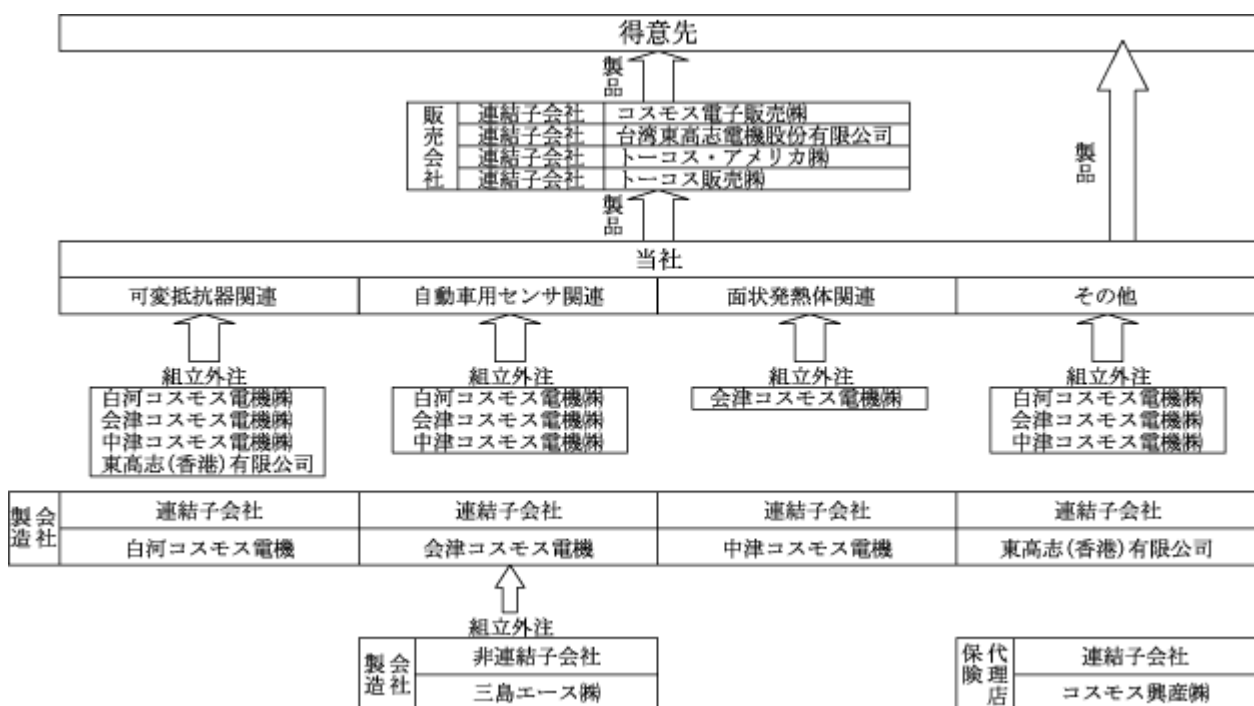 得意先
製品
製品
販売会社
連結子会社 コスモス電子販売㈱
連結子会社 台湾東高志電機股份有限公司
連結子会社 トーコス・アメリカ㈱
連結子会社 トーコス販売㈱
製品
当社
可変抵抗器関連 自動車用センサ関連 面状発熱体関連 その他
組立外注 組立外注 組立外注 組立外注
白河コスモス電機㈱ 白河コスモス電機㈱ 会津コスモス電機㈱ 白河コスモス電機㈱
会津コスモス電機㈱ 会津コスモス電機㈱ 会津コスモス電機㈱
中津コスモス電機㈱ 中津コスモス電機㈱ 中津コスモス電機㈱
東高志(香港)有限公司
製造会社
連結子会社 連結子会社 連結子会社 連結子会社
白河コスモス電機 会津コスモス電機 中津コスモス電機 東高志(香港)有限公司
組立外注
製造会社
非連結子会社
三島エース㈱
保険代理店
連結子会社
コスモス興産㈱